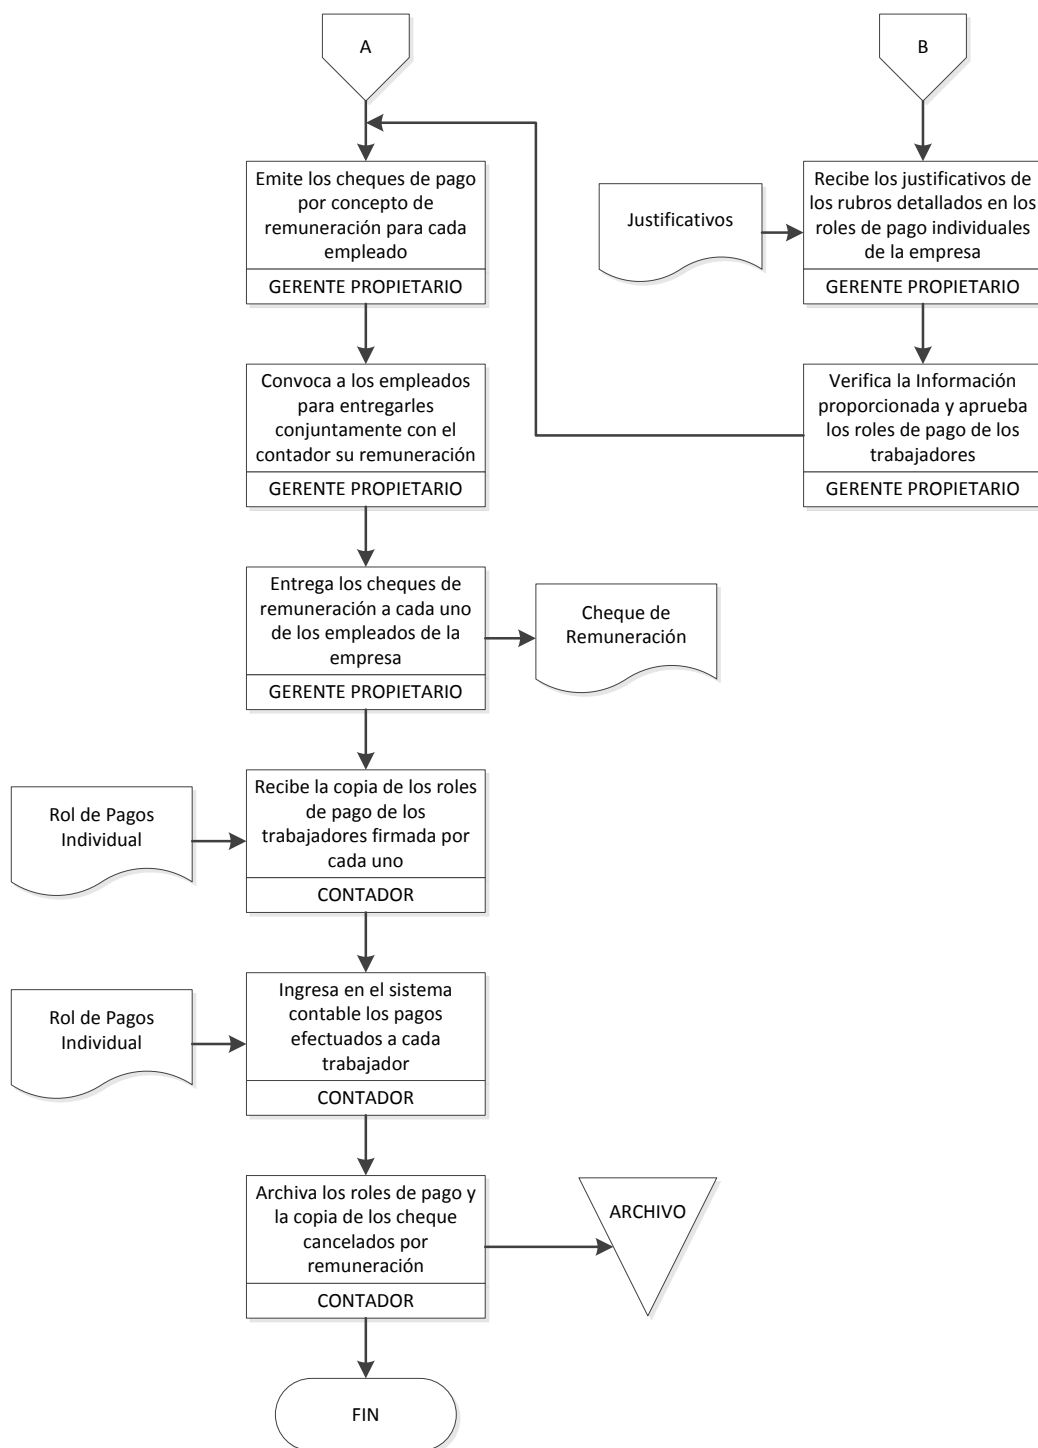 A
B
Emite los cheques de pago
por concepto de
remuneración para cada
empleado
GERENTE PROPIETARIO
Justificativos
Recibe los justificativos de
los rubros detallados en los
roles de pago individuales
de la empresa
GERENTE PROPIETARIO
Convoca a los empleados
para entregarles
conjuntamente con el
contador su remuneración
GERENTE PROPIETARIO
Verifica la Información
proporcionada y aprueba
los roles de pago de los
trabajadores
GERENTE PROPIETARIO
Entrega los cheques de
remuneración a cada uno
de los empleados de la
empresa
GERENTE PROPIETARIO
Cheque de
Remuneración
Rol de Pagos
Individual
Recibe la copia de los roles
de pago de los
trabajadores firmada por
cada uno
CONTADOR
Rol de Pagos
Individual
Ingresa en el sistema
contable los pagos
efectuados a cada
trabajador
CONTADOR
Archiva los roles de pago y
la copia de los cheque
cancelados por
remuneración
CONTADOR
ARCHIVO
FIN